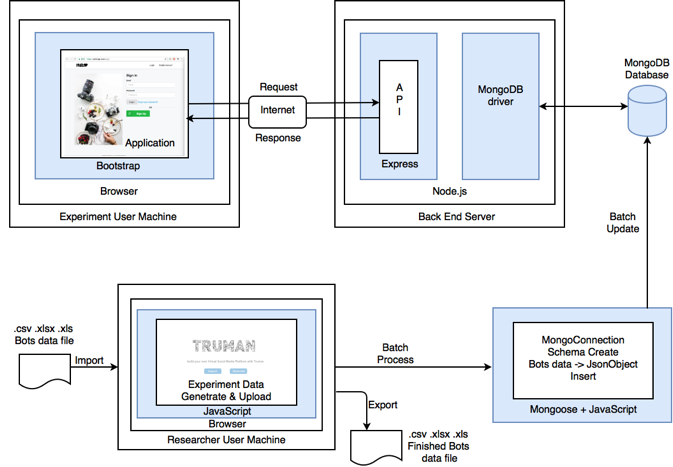 TRUMAN
Sign In
Application
Bootstrap
Browser
Experiment User Machine
Request
Internet
Response
A
P
I
Express
MongoDB
driver
Node.js
Back End Server
MongoDB
Database
Batch
Update
.csv .xlsx .xls
Bots data file
Import
TRUMAN
Experiment Data
Genetrate & Upload
JavaScript
Browser
Researcher User Machine
Batch
Process
Export
.csv .xlsx .xls
Finished Bots
data file
MongoConnection
Schema Create
Bots data -> JsonObject
Insert
Mongoose + JavaScript